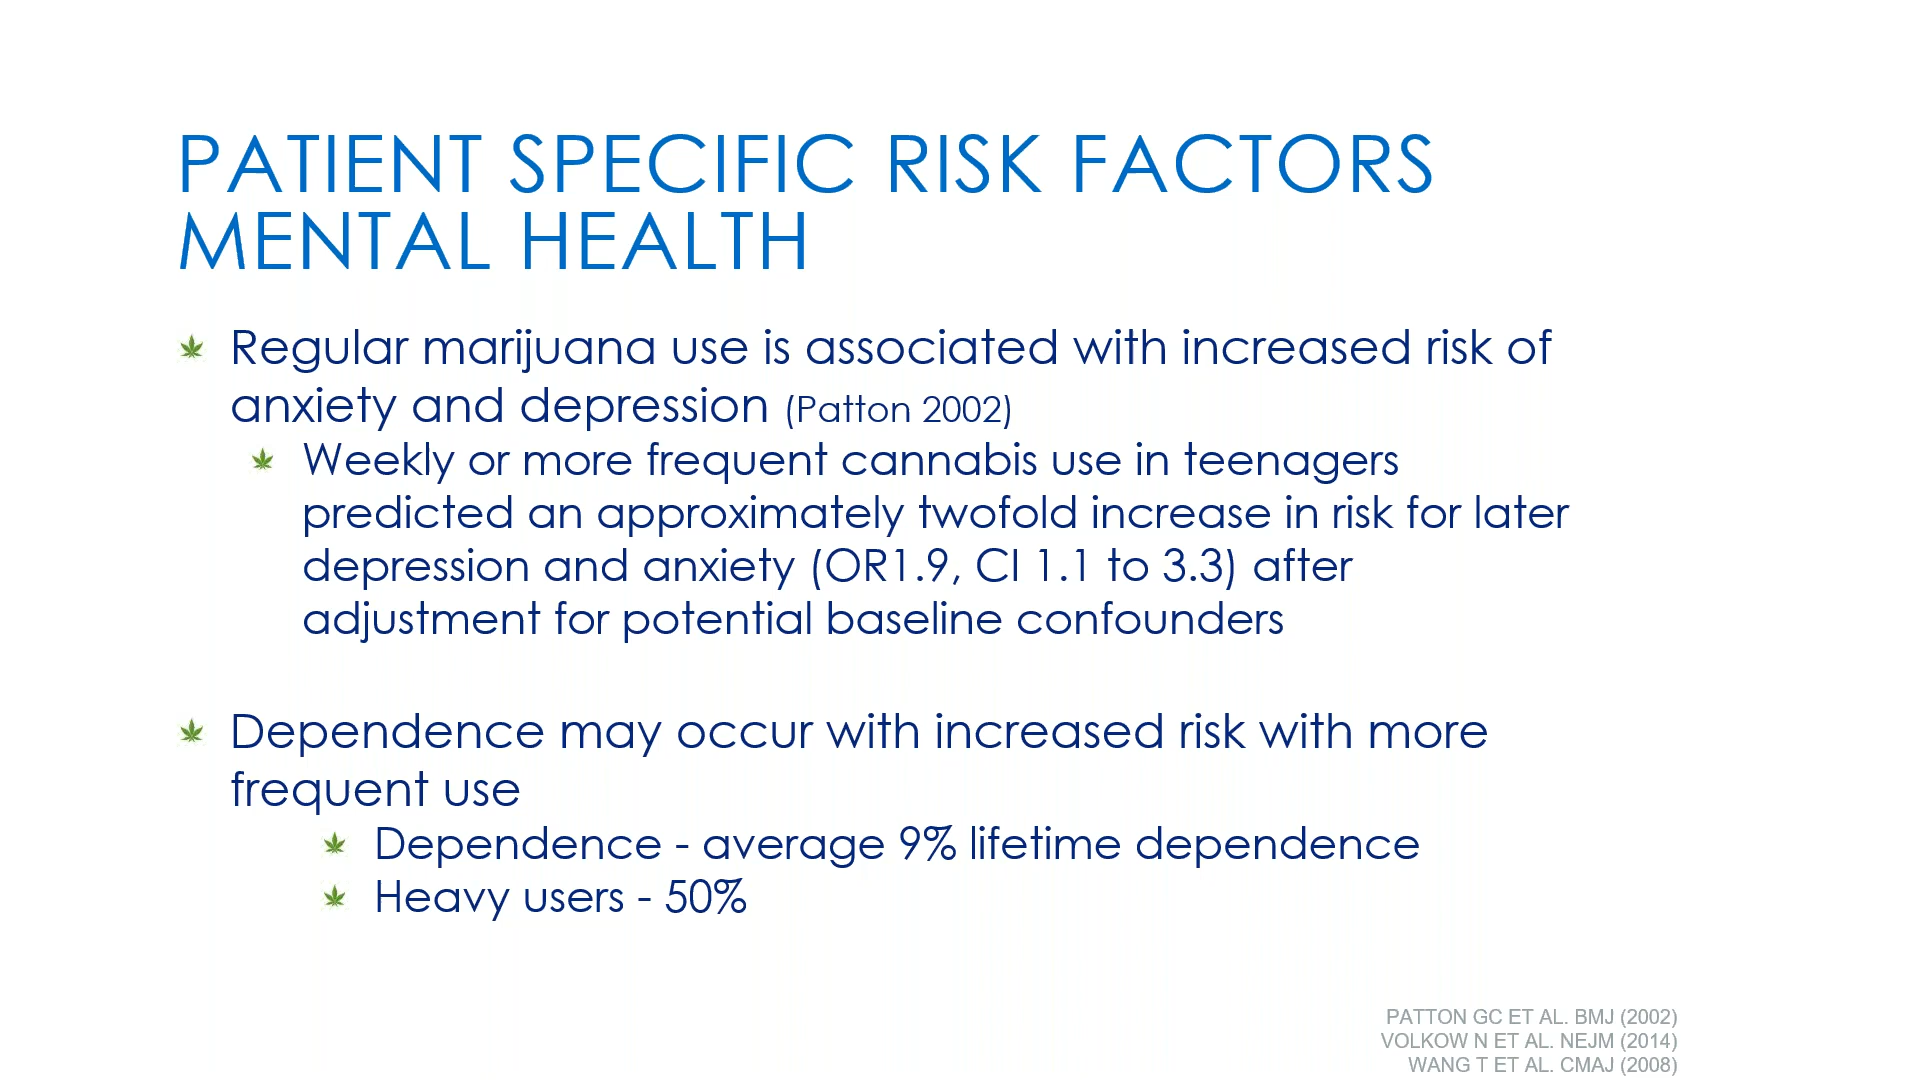 PATIENT SPECIFIC RISK FACTORS
MENTAL HEALTH
Regular marijuana use is associated with increased risk of
anxiety and depression (Patton 2002)
Weekly or more frequent cannabis use in teenagers
predicted an approximately twofold increase in risk for later
depression and anxiety (OR1.9, CI 1.1 to 3.3) after
adjustment for potential baseline confounders
Dependence may occur with increased risk with more
frequent use
Dependence - average 9% lifetime dependence
Heavy users - 50%
PATTON GC ET AL. BMJ (2002)
VOLKOW N ET AL. NEJM (2014)
WANG T ET AL. CMAJ (2008)